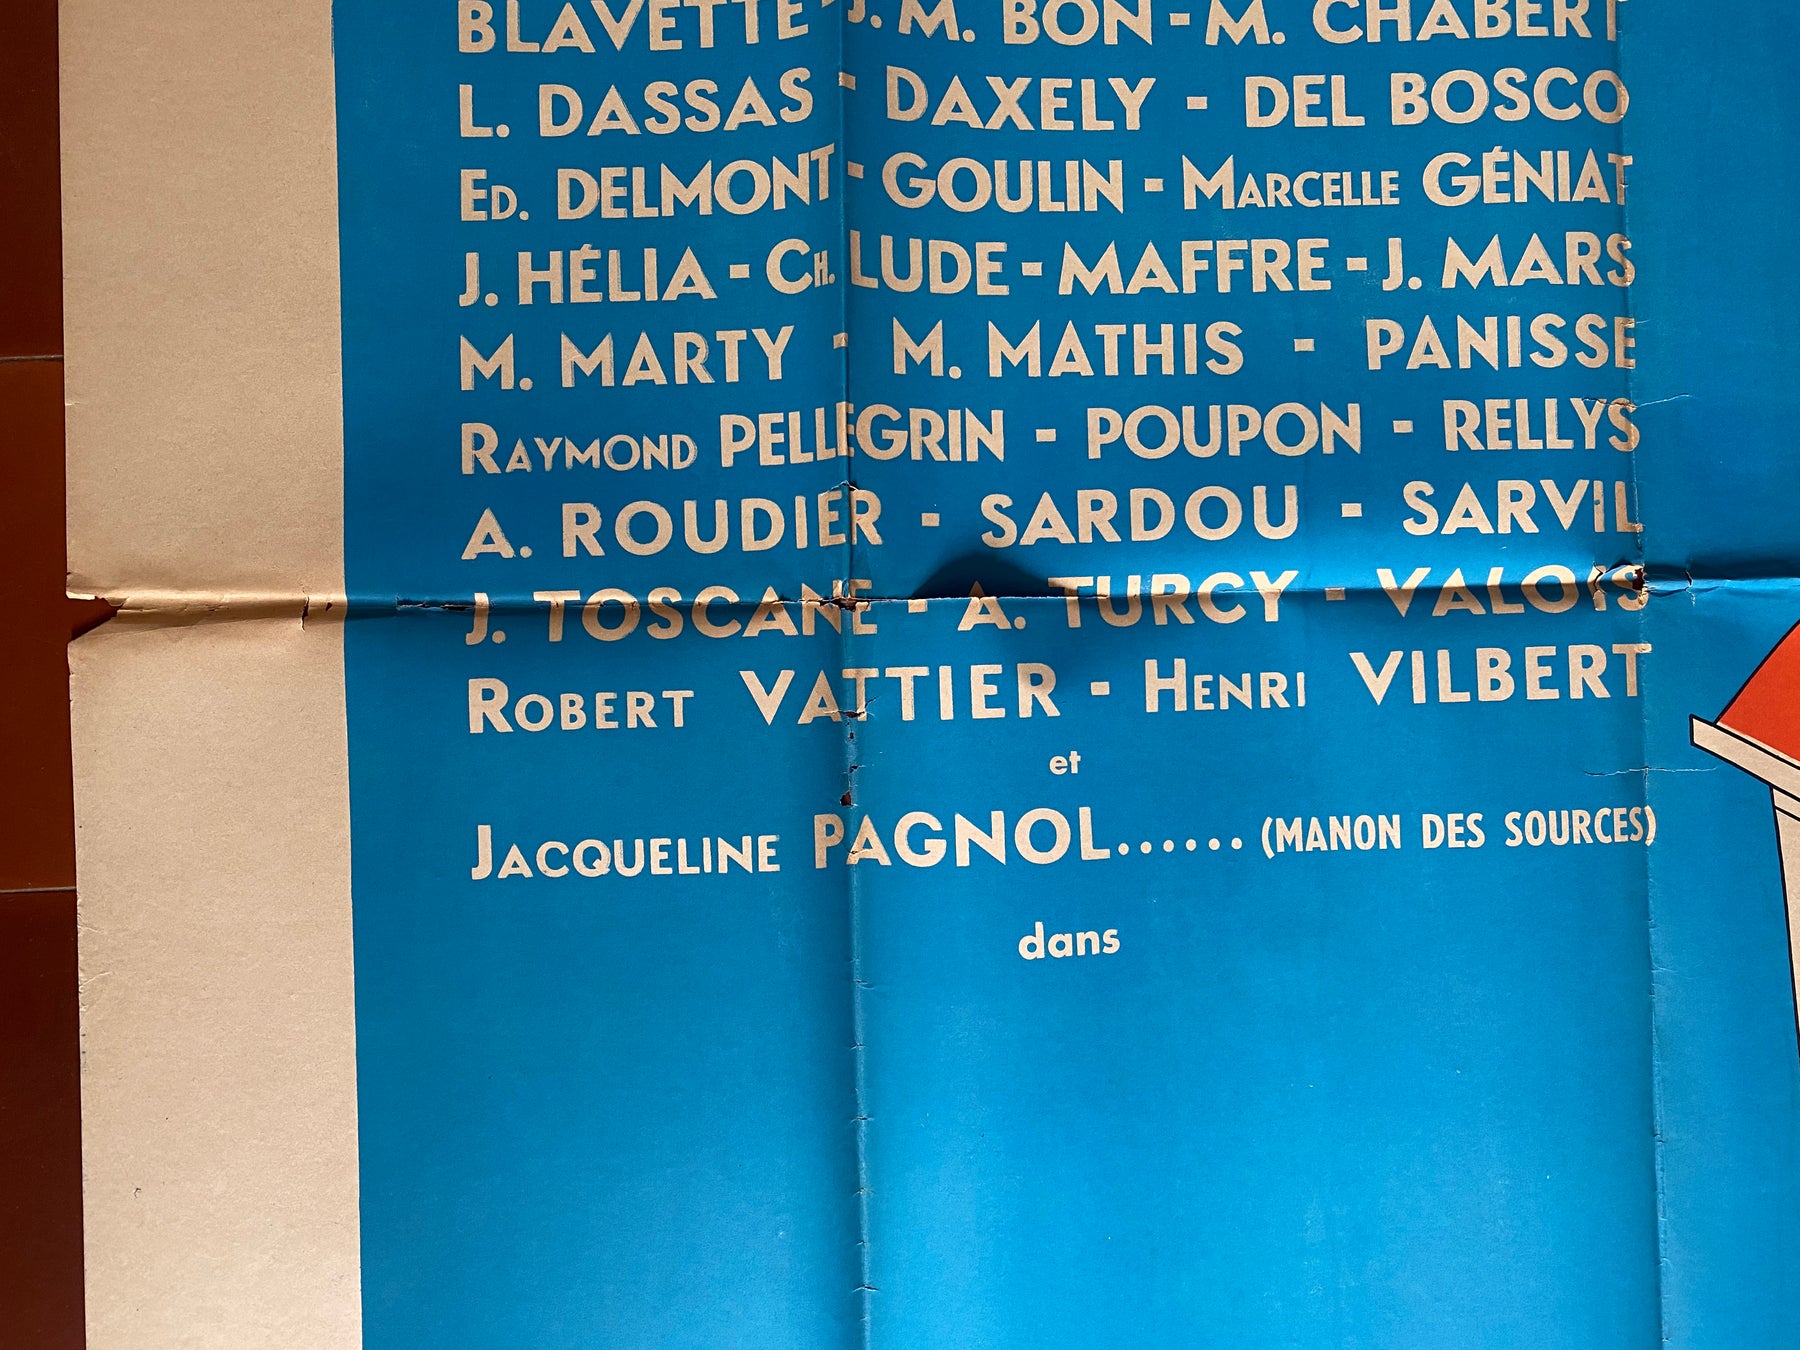 BLAVETTE - J. M. BON - M. CHABERT
L. DASSAS - DAXELY - DEL BOSCO
ED. DELMONT - GOULIN - MARCELLE GÉNIAT
J. HÉLIA - CH. LUDE - MAFFRE - J. MARS
M. MARTY - M. MATHIS - PANISSE
RAYMOND PELLEGRIN - POUPON - RELLYS
A. ROUDIER - SARDOU - SARVIL
J. TOSCANE - A. TURCY - VALOIS
ROBERT VATTIER - HENRI VILBERT
et
JACQUELINE PAGNOL...... (MANON DES SOURCES)
dans